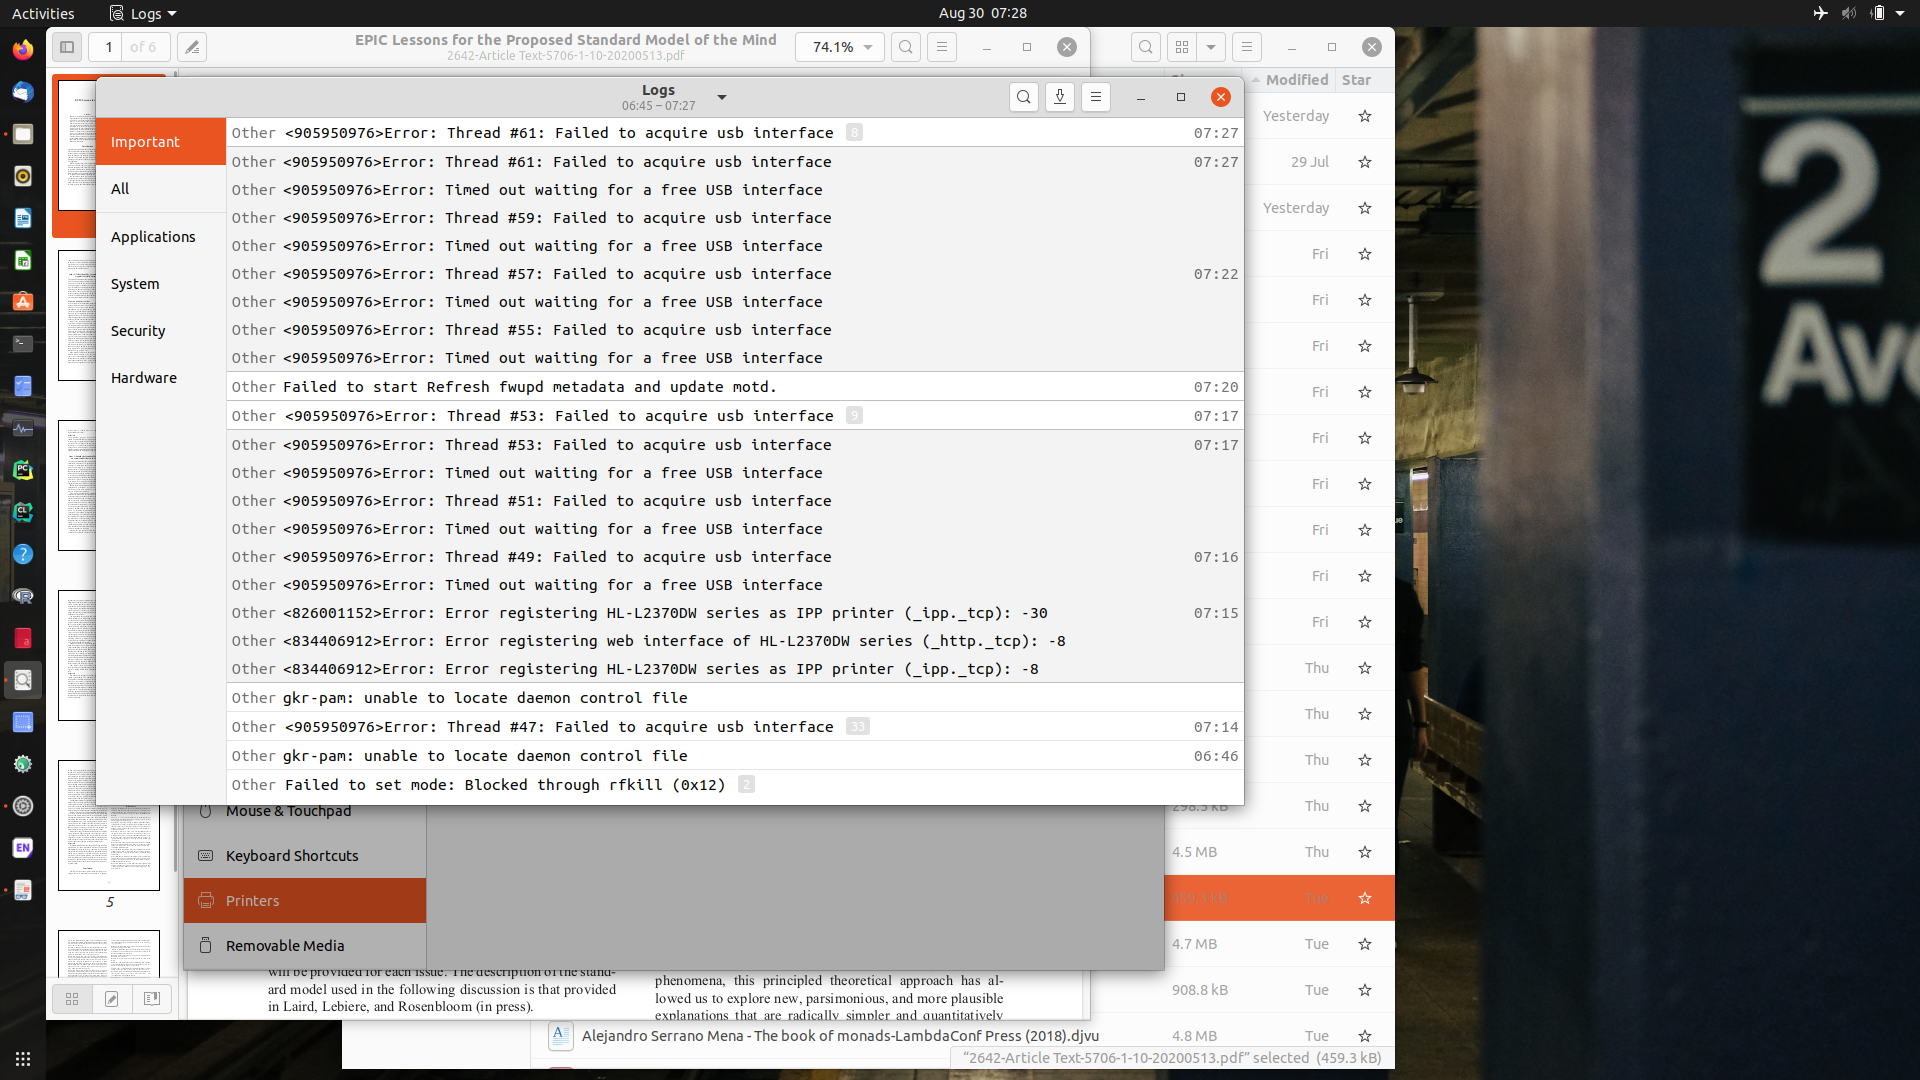 Activities
Logs
Aug 30 07:28
1 of 6
EPIC Lessons for the Proposed Standard Model of the Mind
2642-Article Text-5706-1-10-20200513.pdf
74.1%
Modified
Star
Logs
06:45 – 07:27
Important
All
Applications
System
Security
Hardware
Other <905950976>Error: Thread #61: Failed to acquire usb interface 8 07:27
Other <905950976>Error: Thread #61: Failed to acquire usb interface 07:27
Other <905950976>Error: Timed out waiting for a free USB interface
Other <905950976>Error: Thread #59: Failed to acquire usb interface
Other <905950976>Error: Timed out waiting for a free USB interface
Other <905950976>Error: Thread #57: Failed to acquire usb interface 07:22
Other <905950976>Error: Timed out waiting for a free USB interface
Other <905950976>Error: Thread #55: Failed to acquire usb interface
Other <905950976>Error: Timed out waiting for a free USB interface
Other Failed to start Refresh fwupd metadata and update motd. 07:20
Other <905950976>Error: Thread #53: Failed to acquire usb interface 9 07:17
Other <905950976>Error: Thread #53: Failed to acquire usb interface 07:17
Other <905950976>Error: Timed out waiting for a free USB interface
Other <905950976>Error: Thread #51: Failed to acquire usb interface
Other <905950976>Error: Timed out waiting for a free USB interface
Other <905950976>Error: Thread #49: Failed to acquire usb interface 07:16
Other <905950976>Error: Timed out waiting for a free USB interface
Other <826001152>Error: Error registering HL-L2370DW series as IPP printer (_ipp._tcp): -30 07:15
Other <834406912>Error: Error registering web interface of HL-L2370DW series (_http._tcp): -8
Other <834406912>Error: Error registering HL-L2370DW series as IPP printer (_ipp._tcp): -8
Other gkr-pam: unable to locate daemon control file
Other <905950976>Error: Thread #47: Failed to acquire usb interface 33 07:14
Other gkr-pam: unable to locate daemon control file 06:46
Other Failed to set mode: Blocked through rfkill (0x12) 2
Yesterday
29 Jul
Yesterday
Fri
Fri
Fri
Fri
Fri
Fri
Fri
Fri
Fri
Thu
Thu
Thu
298.5 kB Thu
4.5 MB Thu
459.3 kB Tue
4.7 MB Tue
908.8 kB Tue
4.8 MB Tue
Mouse & Touchpad
Keyboard Shortcuts
Printers
Removable Media
5
will be provided for each issue. The description of the stand-
ard model used in the following discussion is that provided
in Laird, Lebiere, and Rosenbloom (in press).
phenomena, this principled theoretical approach has al-
lowed us to explore new, parsimonious, and more plausible
explanations that are radically simpler and quantitatively
Alejandro Serrano Mena - The book of monads-LambdaConf Press (2018).djvu
“2642-Article Text-5706-1-10-20200513.pdf” selected (459.3 kB)
PC
CL
EN
2
Ave